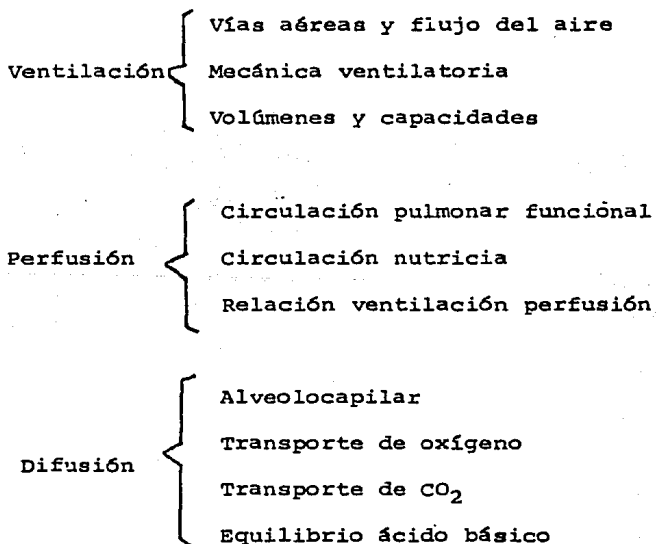 Vías aéreas y flujo del aire
Ventilación Mecánica ventilatoria
Volúmenes y capacidades
Circulación pulmonar funcional
Perfusión Circulación nutricia
Relación ventilación perfusión
Alveolocapilar
Transporte de oxígeno
Difusión
Transporte de CO₂
Equilibrio ácido básico